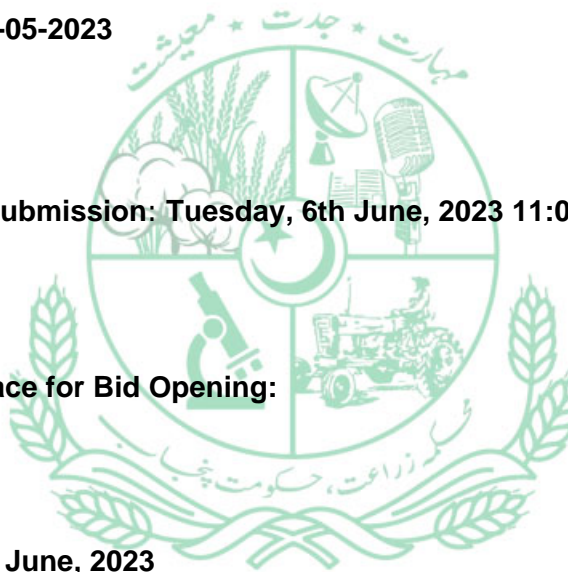 -05-2023
مہارت ★ جدت ★ معیشت
ubmission: Tuesday, 6th June, 2023 11:0
ace for Bid Opening:
محکمہ زراعت، حکومت پنجاب
June, 2023